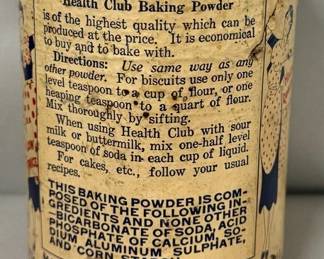 Health Club Baking Powder
is of the highest quality which can be
produced at the price. It is economical
to buy and to bake with.
Directions: Use same way as any
other powder. For biscuits use only one
level teaspoon to a cup of flour, or one
heaping teaspoon to a quart of flour.
Mix thoroughly by sifting.
When using Health Club with sour
milk or buttermilk, mix one-half level
teaspoon of soda in each cup of liquid.
For cakes, etc., follow your usual
recipes.
THIS BAKING POWDER IS COM-
POSED OF THE FOLLOWING IN-
GREDIENTS AND NONE OTHER
BICARBONATE OF SODA, ACID
PHOSPHATE OF CALCIUM, SO-
DIUM ALUMINUM SULPHATE,
AND CORN STARCH